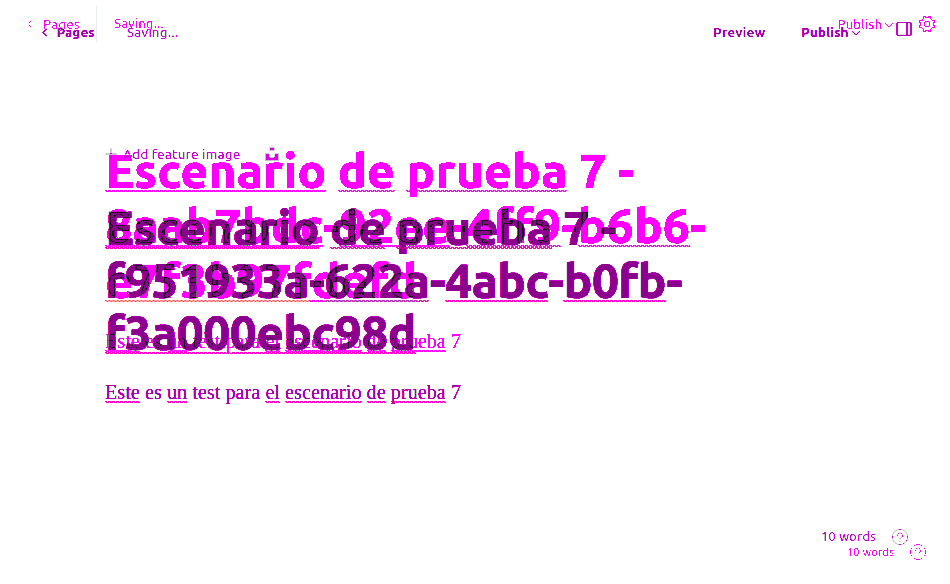 Pages Saving... Publish
Pages Saving... Preview Publish
Add feature image
Escenario de prueba 7 -
Escenario de prueba 7 -
f951933a-622a-4abc-b0fb-
f3a000ebc98d
Este es un test para el escenario de prueba 7
Este es un test para el escenario de prueba 7
10 words
10 words